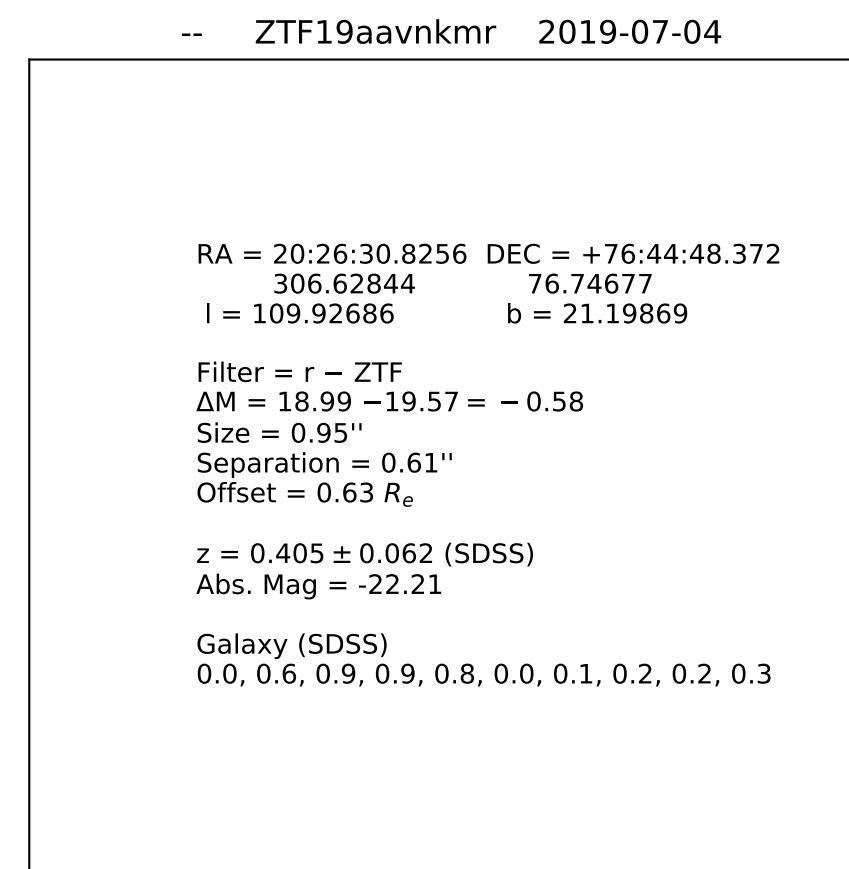 -- ZTF19aavnkmr 2019-07-04
RA = 20:26:30.8256 DEC = +76:44:48.372
306.62844 76.74677
l = 109.92686 b = 21.19869
Filter = r − ZTF
ΔM = 18.99 −19.57 = − 0.58
Size = 0.95''
Separation = 0.61''
Offset = 0.63 Rₑ
z = 0.405 ± 0.062 (SDSS)
Abs. Mag = -22.21
Galaxy (SDSS)
0.0, 0.6, 0.9, 0.9, 0.8, 0.0, 0.1, 0.2, 0.2, 0.3